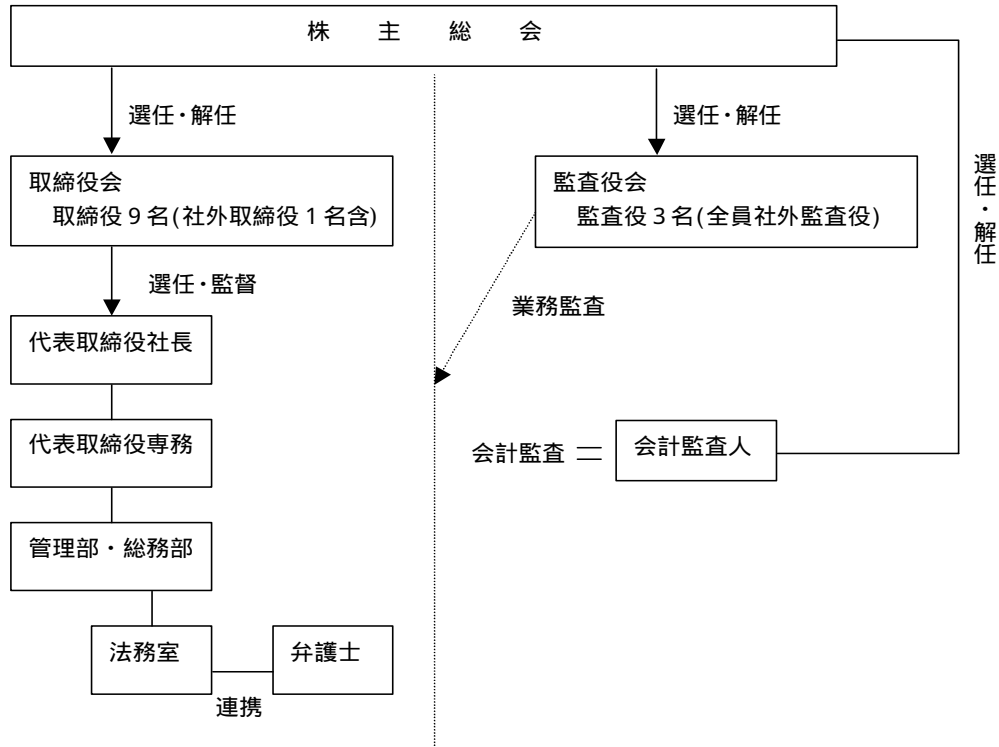 株 主 総 会
選任・解任
選任・解任
取締役会
取締役9名(社外取締役1名含)
監査役会
監査役3名(全員社外監査役)
選任・解任
選任・監督
業務監査
代表取締役社長
代表取締役専務
会計監査
会計監査人
管理部・総務部
法務室
弁護士
連携